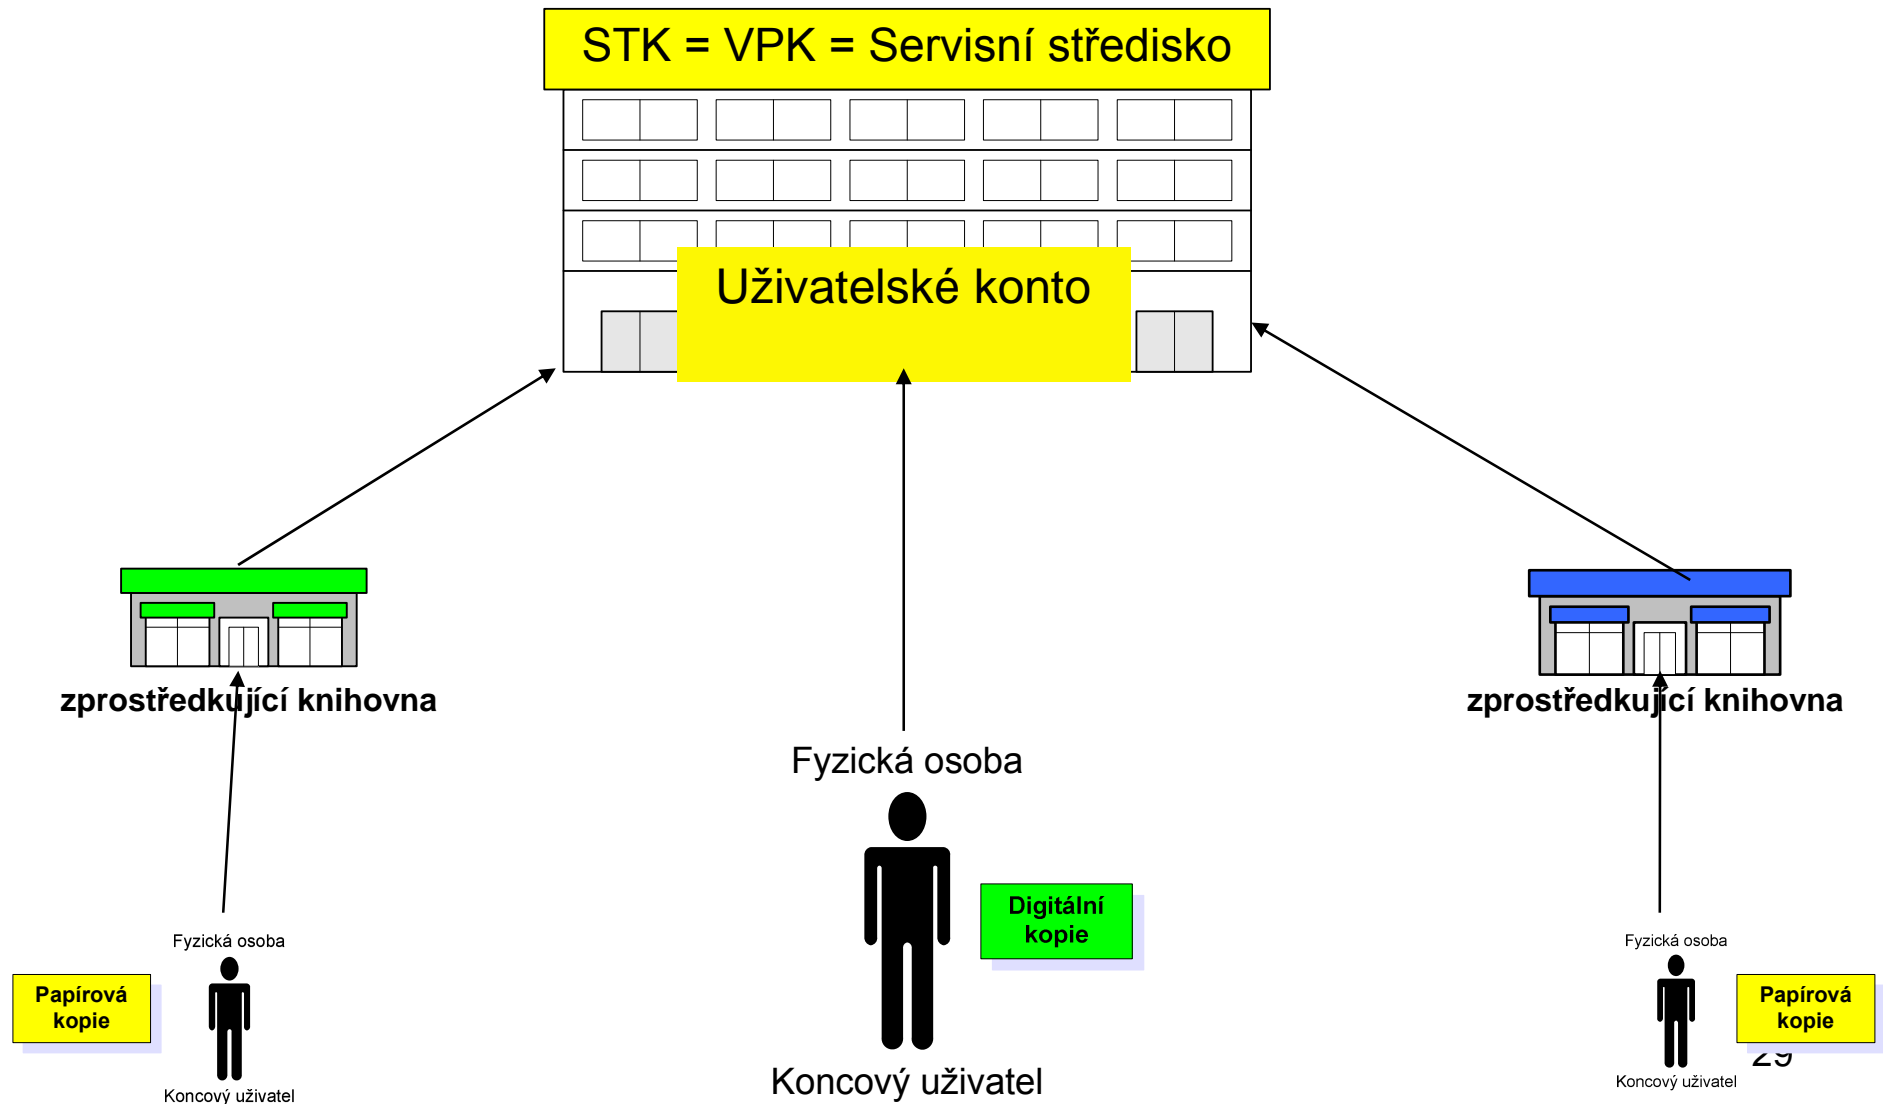 STK = VPK = Servisní středisko
Uživatelské konto
zprostředkující knihovna
zprostředkující knihovna
Fyzická osoba
Digitální
kopie
Fyzická osoba
Fyzická osoba
Papírová
kopie
Papírová
kopie
29
Koncový uživatel
Koncový uživatel
Koncový uživatel